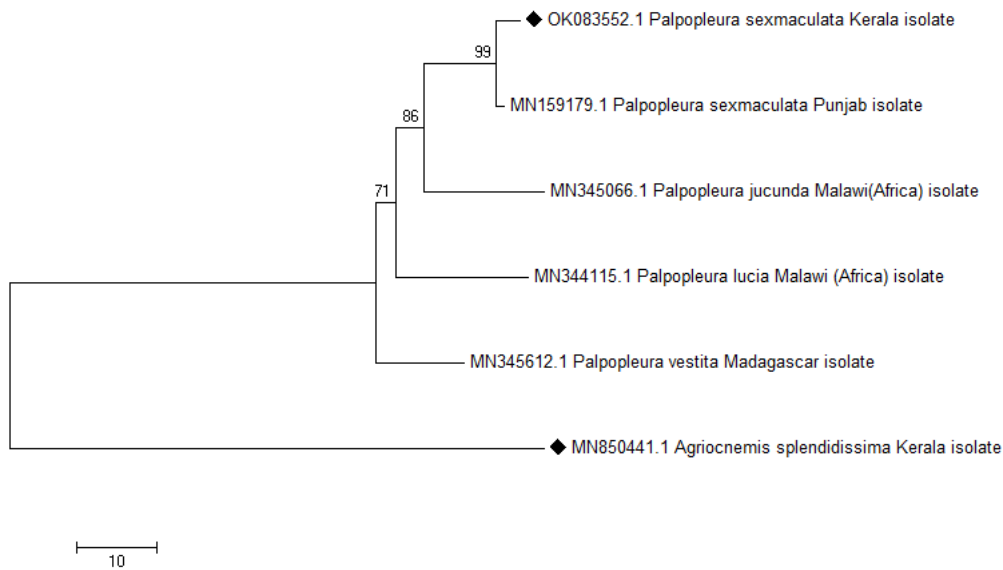 OK083552.1 Palpopleura sexmaculata Kerala isolate
99
MN159179.1 Palpopleura sexmaculata Punjab isolate
86
MN345066.1 Palpopleura jucunda Malawi(Africa) isolate
71
MN344115.1 Palpopleura lucia Malawi (Africa) isolate
MN345612.1 Palpopleura vestita Madagascar isolate
MN850441.1 Agriocnemis splendidissima Kerala isolate
10